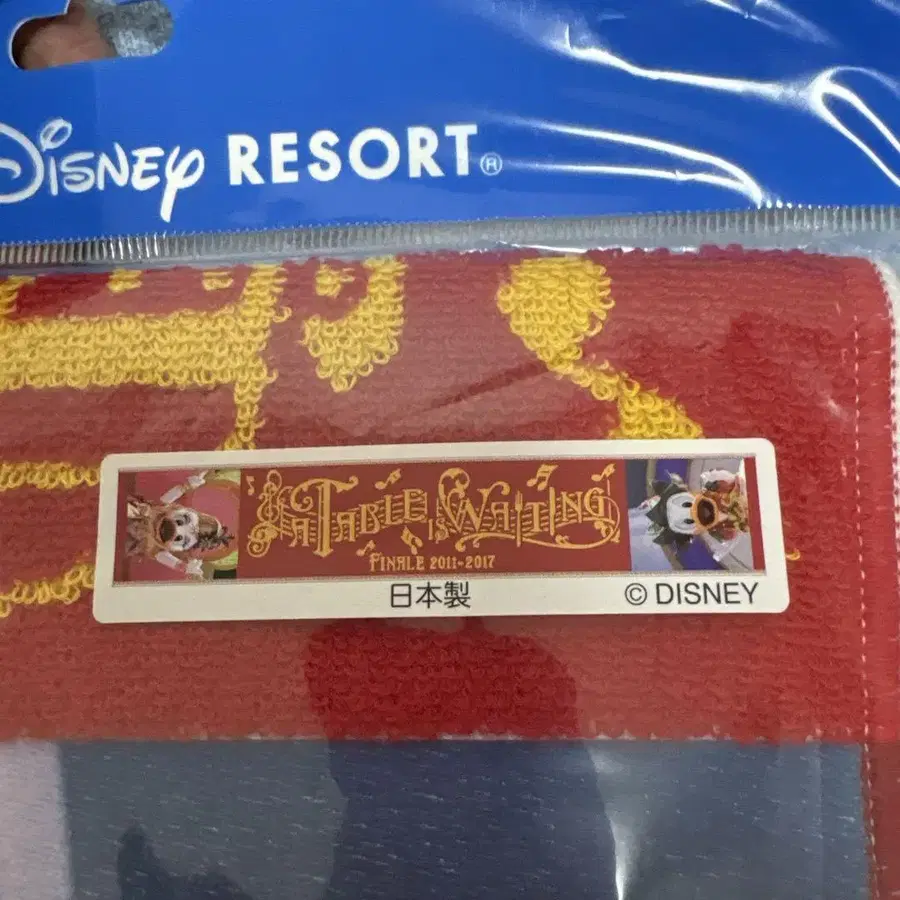 Disney RESORT®
A TABLE IS WAITING
FINALE 2011-2017
日本製
© DISNEY